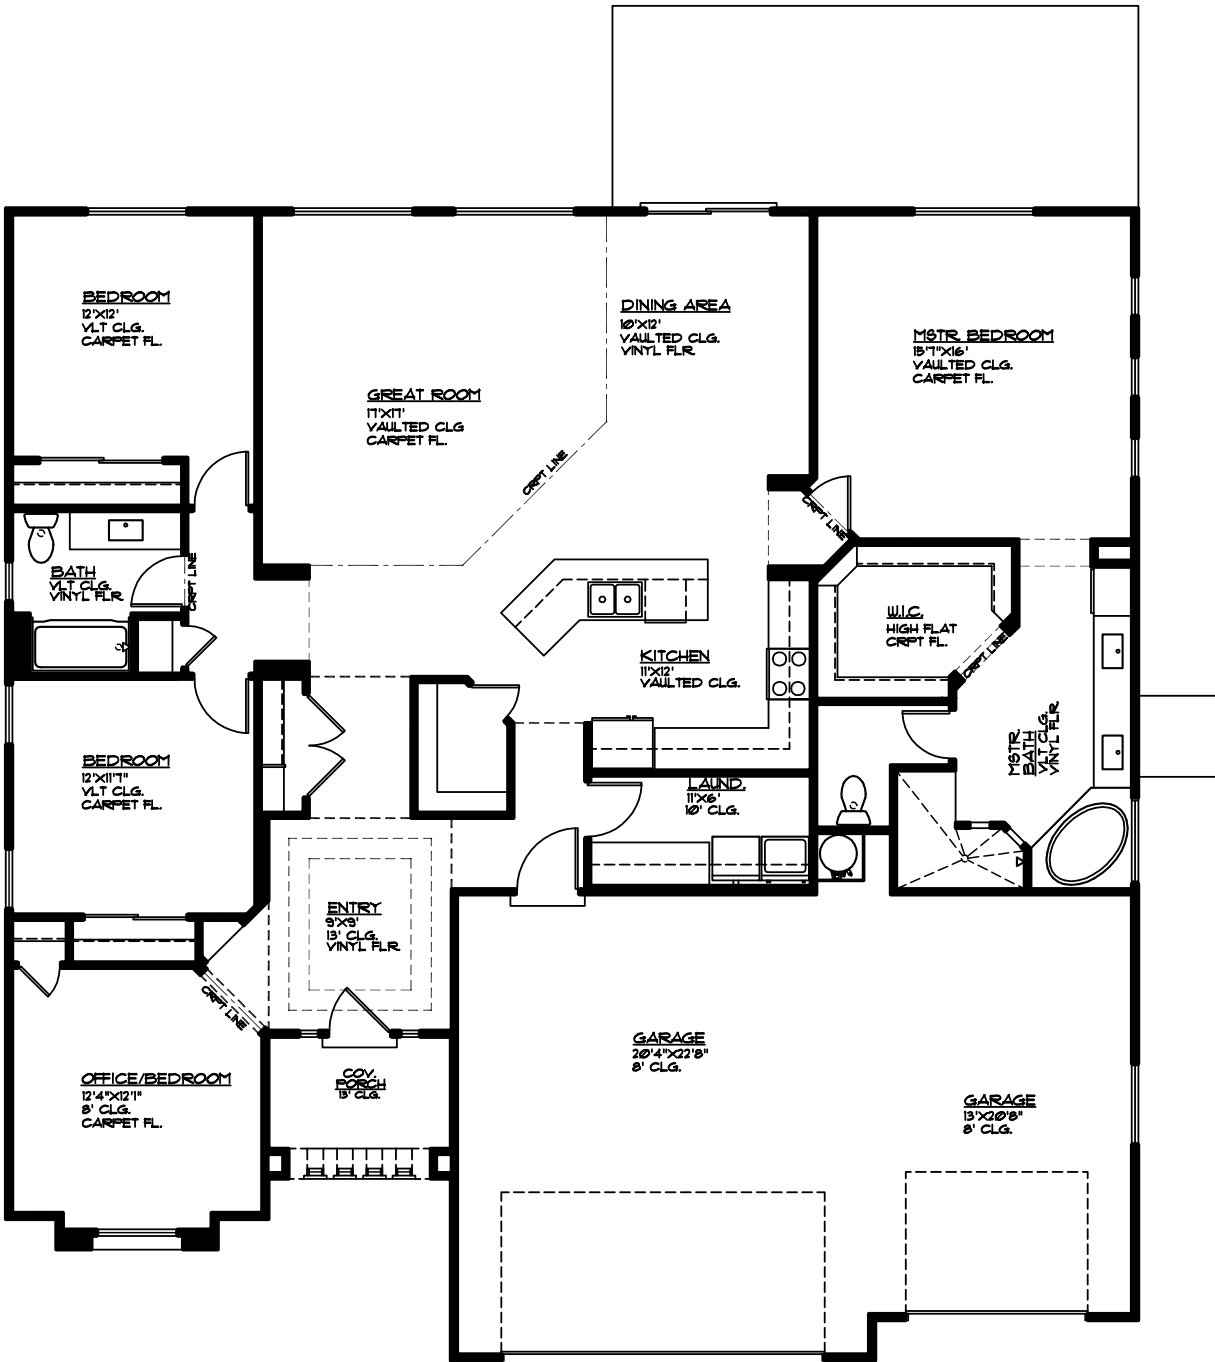 BEDROOM
12'X12'
VLT CLG.
CARPET FL.
DINING AREA
10'X12'
VAULTED CLG.
VINYL FLR.
MSTR. BEDROOM
15'7"X16'
VAULTED CLG.
CARPET FL.
GREAT ROOM
17'X17'
VAULTED CLG
CARPET FL.
CRPT LINE
CRPT LINE
BATH
VLT CLG.
VINYL FLR.
CRPT LINE
W.I.C.
HIGH FLAT
CRPT FL.
CRPT LINE
KITCHEN
11'X12'
VAULTED CLG.
MSTR.
BATH
VLT CLG.
VINYL FLR
BEDROOM
12'X11'7"
VLT CLG.
CARPET FL.
LAUND.
11'X6'
10' CLG.
ENTRY
9'X9'
13' CLG.
VINYL FLR.
CRPT LINE
GARAGE
20'4"X22'8"
8' CLG.
COV.
PORCH
13' CLG.
OFFICE/BEDROOM
12'4"X12'1"
8' CLG.
CARPET FL.
GARAGE
13'X20'8"
8' CLG.